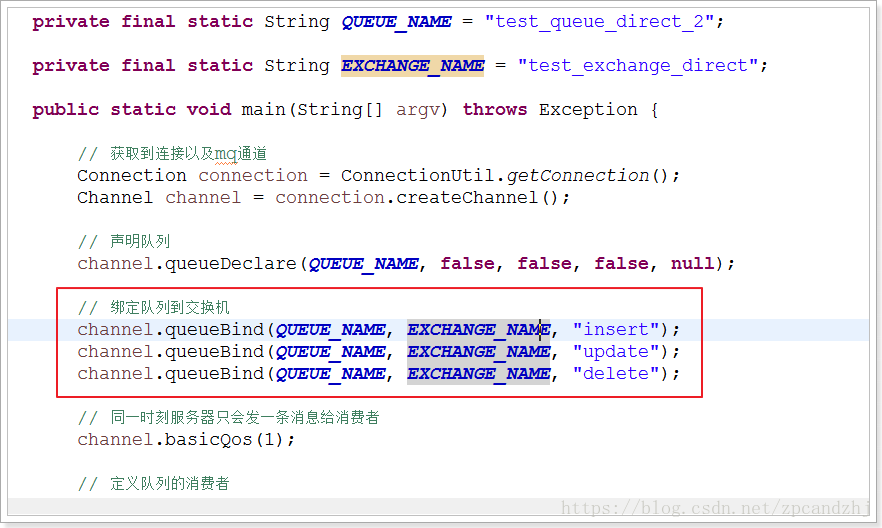 private final static String QUEUE_NAME = "test_queue_direct_2";
private final static String EXCHANGE_NAME = "test_exchange_direct";
public static void main(String[] argv) throws Exception {
// 获取到连接以及mq通道
Connection connection = ConnectionUtil.getConnection();
Channel channel = connection.createChannel();
// 声明队列
channel.queueDeclare(QUEUE_NAME, false, false, false, null);
// 绑定队列到交换机
channel.queueBind(QUEUE_NAME, EXCHANGE_NAME, "insert");
channel.queueBind(QUEUE_NAME, EXCHANGE_NAME, "update");
channel.queueBind(QUEUE_NAME, EXCHANGE_NAME, "delete");
// 同一时刻服务器只会发一条消息给消费者
channel.basicQos(1);
// 定义队列的消费者
https://blog.csdn.net/zpcandzhj